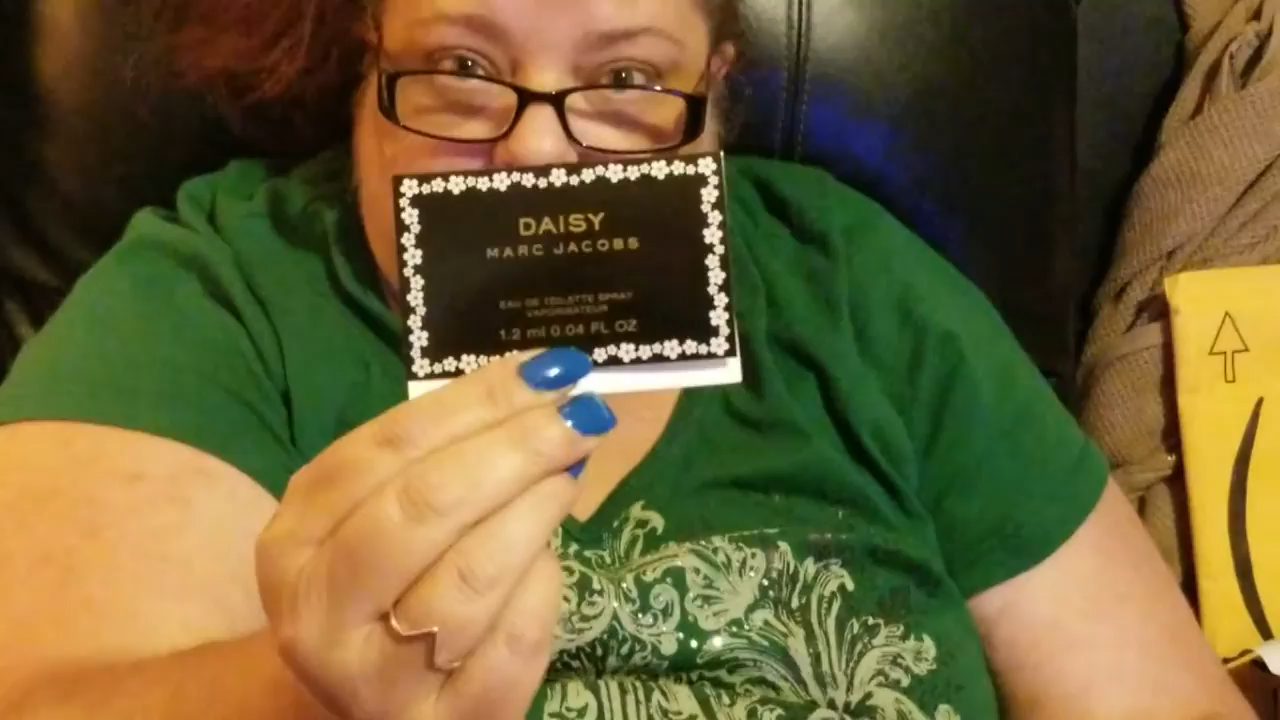 DAISY
MARC JACOBS
EAU DE TOILETTE SPRAY
VAPORISATEUR
1.2 ml 0.04 FL OZ